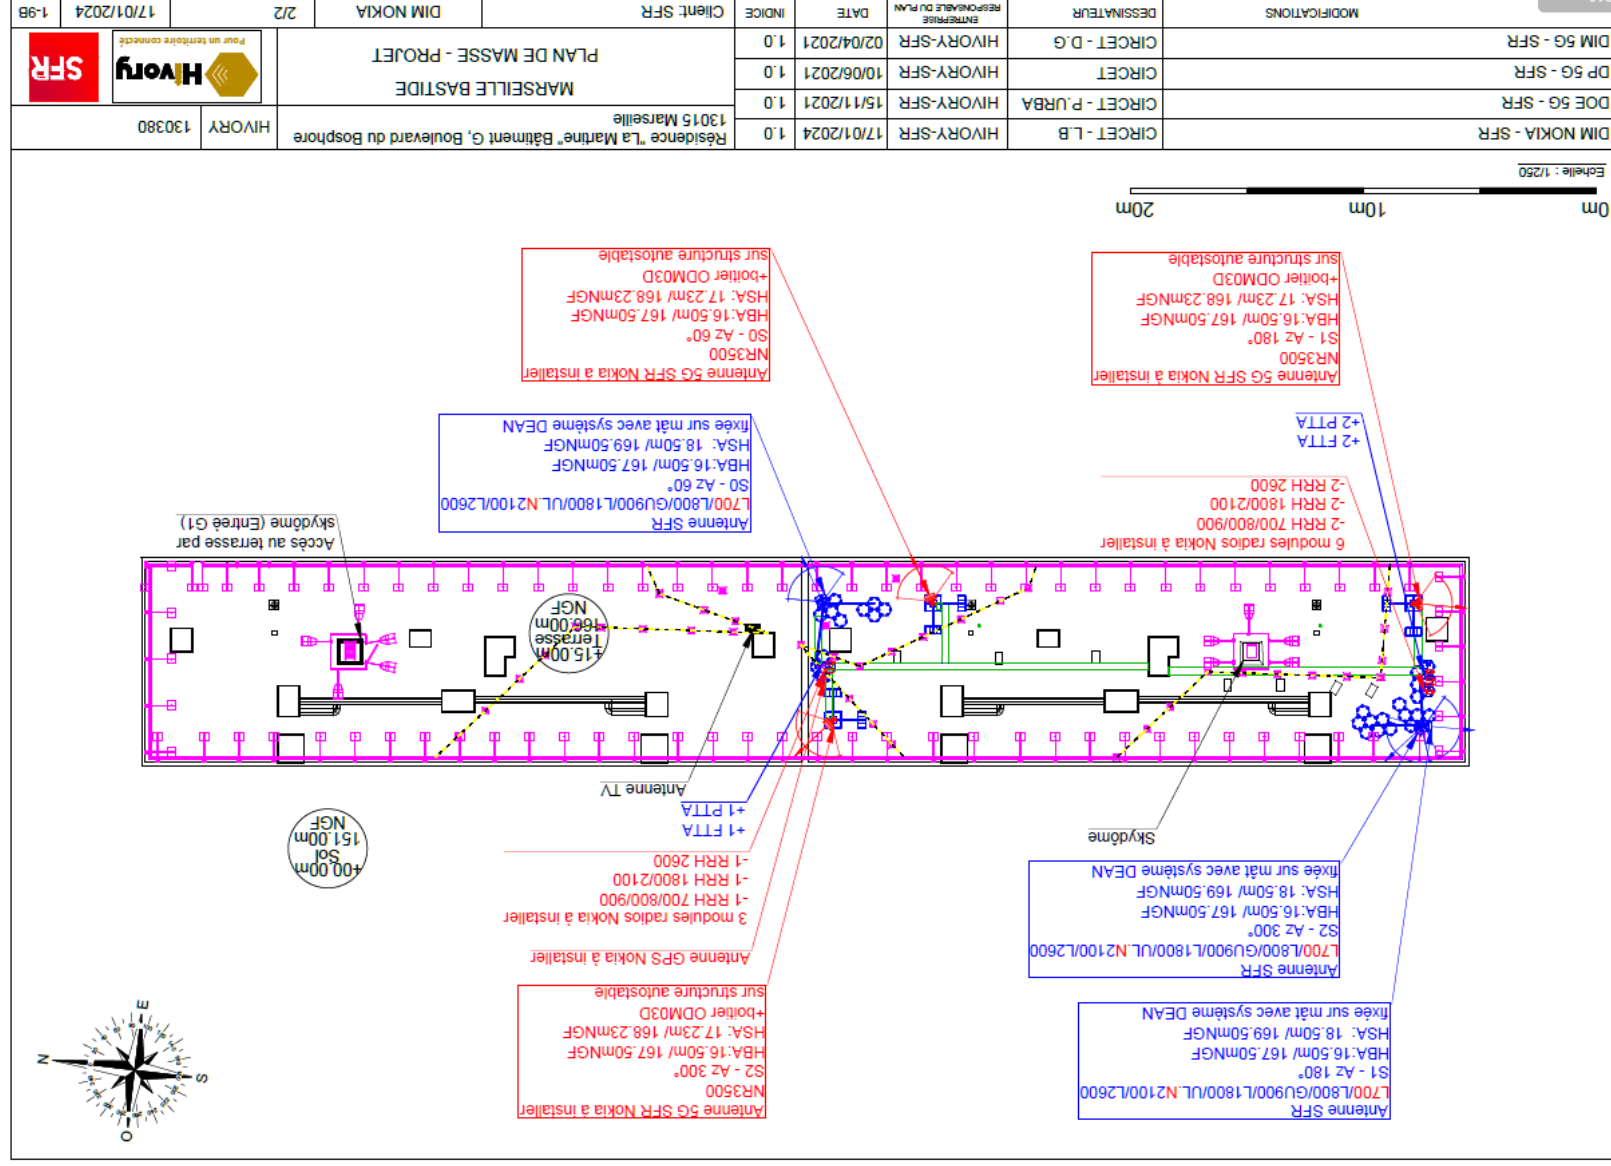 Antenne SFR
L700/L800/GU900/L1800/UL.N2100/L2600
S1 - Az 180°
HBA:16.50m/ 167.50mNGF
HSA: 18.50m/ 169.50mNGF
fixée sur mât avec système DEAN
Antenne 5G SFR Nokia à installer
NR3500
S2 - Az 300°
HBA:16.50m/ 167.50mNGF
HSA: 17.23m/ 168.23mNGF
+boitier ODM03D
sur structure autostable
O
S
N
E
Antenne SFR
L700/L800/GU900/L1800/UL.N2100/L2600
S2 - Az 300°
HBA:16.50m/ 167.50mNGF
HSA: 18.50m/ 169.50mNGF
fixée sur mât avec système DEAN
Antenne GPS Nokia à installer
3 modules radios Nokia à installer
-1 RRH 700/800/900
-1 RRH 1800/2100
-1 RRH 2600
+1 FTTA
+1 PTTA
Skydôme
Antenne TV
+00.00m
Sol
151.00m
NGF
+15.00m
Terrasse
166.00m
NGF
6 modules radios Nokia à installer
-2 RRH 700/800/900
-2 RRH 1800/2100
-2 RRH 2600
+2 FTTA
+2 PTTA
Antenne SFR
L700/L800/GU900/L1800/UL.N2100/L2600
S0 - Az 60°
HBA:16.50m/ 167.50mNGF
HSA: 18.50m/ 169.50mNGF
fixée sur mât avec système DEAN
Accès au terrasse par
skydôme (Entreé G1)
Antenne 5G SFR Nokia à installer
NR3500
S1 - Az 180°
HBA:16.50m/ 167.50mNGF
HSA: 17.23m/ 168.23mNGF
+boitier ODM03D
sur structure autostable
Antenne 5G SFR Nokia à installer
NR3500
S0 - Az 60°
HBA:16.50m/ 167.50mNGF
HSA: 17.23m/ 168.23mNGF
+boitier ODM03D
sur structure autostable
0m 10m 20m
Echelle : 1/250
DIM NOKIA - SFR CIRCET - L.B HIVORY-SFR 17/01/2024 1.0
DOE 5G - SFR CIRCET - P.URBA HIVORY-SFR 15/11/2021 1.0
DP 5G - SFR CIRCET HIVORY-SFR 10/06/2021 1.0
DIM 5G - SFR CIRCET - D.G HIVORY-SFR 02/04/2021 1.0
MODIFICATIONS DESSINATEUR ENTREPRISE RESPONSABLE DU PLAN DATE INDICE
Résidence "La Martine" Bâtiment G, Boulevard du Bosphore
13015 Marseille
HIVORY 130380
MARSEILLE BASTIDE
PLAN DE MASSE - PROJET
Hivory
Pour un territoire connecté
SFR
Client: SFR DIM NOKIA 2/2 17/01/2024 1-9B